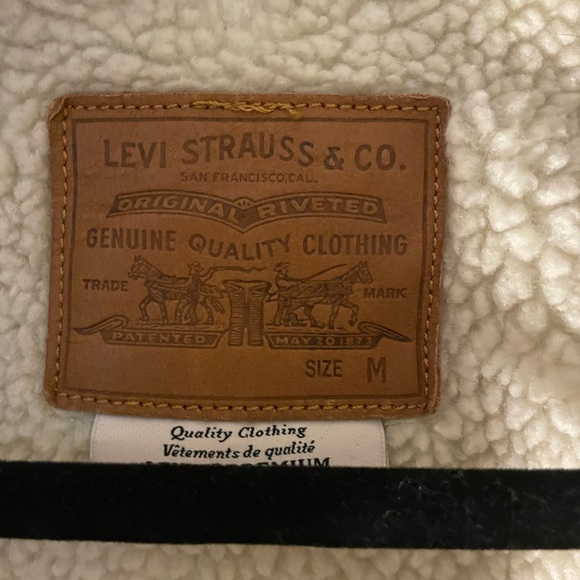 LEVI STRAUSS & CO.
SAN FRANCISCO, CAL.
ORIGINAL RIVETED
GENUINE QUALITY CLOTHING
TRADE MARK
PATENTED MAY 20 1873
SIZE M
Quality Clothing
Vêtements de qualité
PREMIUM